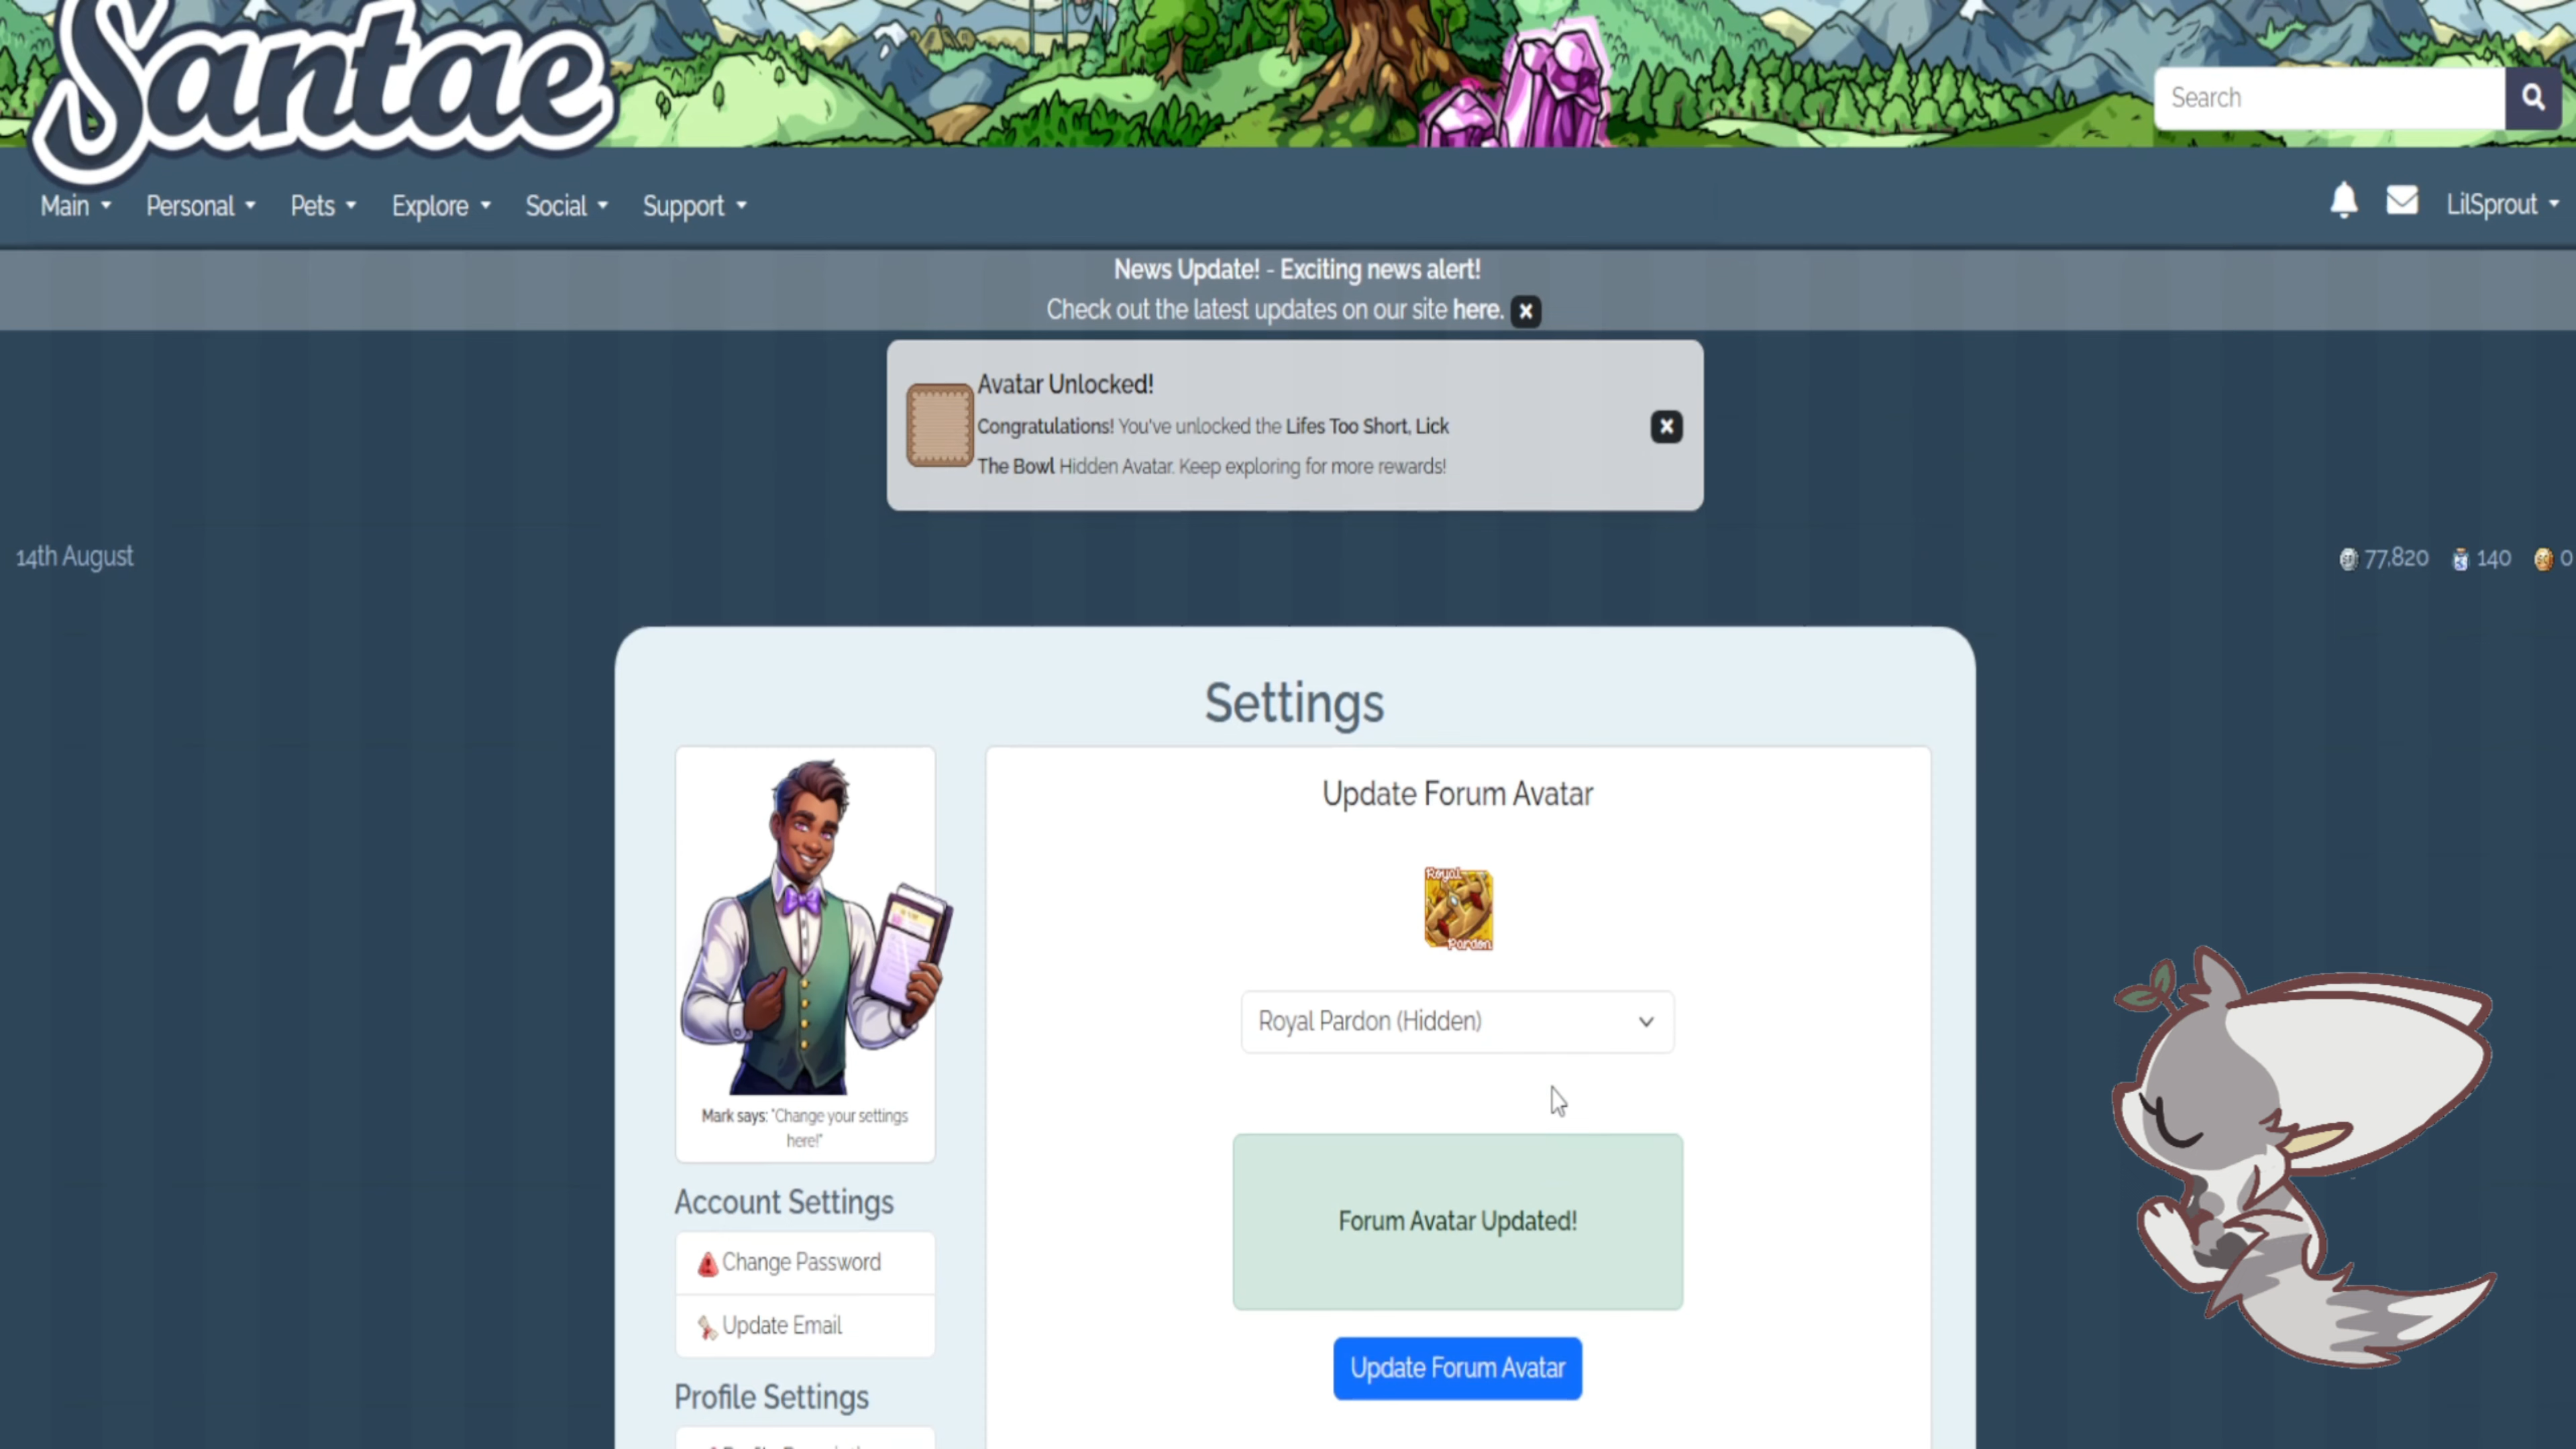 Santae
Search
Main
Personal
Pets
Explore
Social
Support
LilSprout
News Update! - Exciting news alert!
Check out the latest updates on our site here.
Avatar Unlocked!
Congratulations! You've unlocked the Lifes Too Short, Lick
The Bowl Hidden Avatar. Keep exploring for more rewards!
14th August
77,820
140
0
Settings
Update Forum Avatar
Royal
Pardon
Royal Pardon (Hidden)
Mark says: "Change your settings
here!"
Forum Avatar Updated!
Account Settings
Change Password
Update Email
Update Forum Avatar
Profile Settings